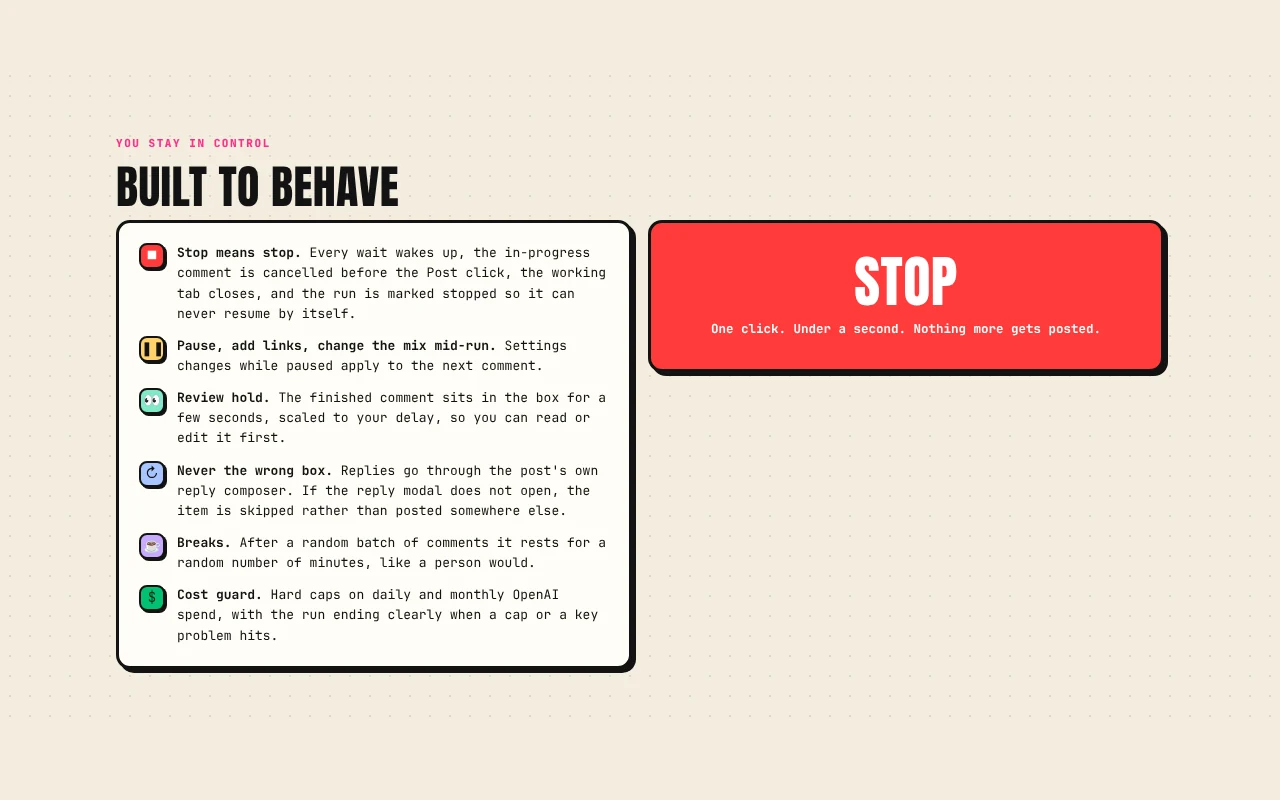 YOU STAY IN CONTROL
BUILT TO BEHAVE
Stop means stop. Every wait wakes up, the in-progress
comment is cancelled before the Post click, the working
tab closes, and the run is marked stopped so it can
never resume by itself.
Pause, add links, change the mix mid-run. Settings
changes while paused apply to the next comment.
Review hold. The finished comment sits in the box for a
few seconds, scaled to your delay, so you can read or
edit it first.
Never the wrong box. Replies go through the post's own
reply composer. If the reply modal does not open, the
item is skipped rather than posted somewhere else.
Breaks. After a random batch of comments it rests for a
random number of minutes, like a person would.
$
Cost guard. Hard caps on daily and monthly OpenAI
spend, with the run ending clearly when a cap or a key
problem hits.
STOP
One click. Under a second. Nothing more gets posted.